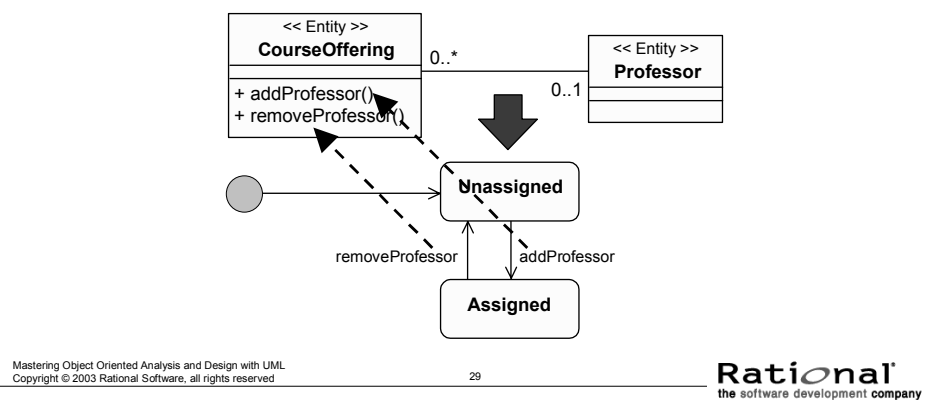 << Entity >>
CourseOffering
+ addProfessor()
+ removeProfessor()
0..*
0..1
<< Entity >>
Professor
Unassigned
removeProfessor
addProfessor
Assigned
Mastering Object Oriented Analysis and Design with UML
Copyright © 2003 Rational Software, all rights reserved
29
Rational
the software development company